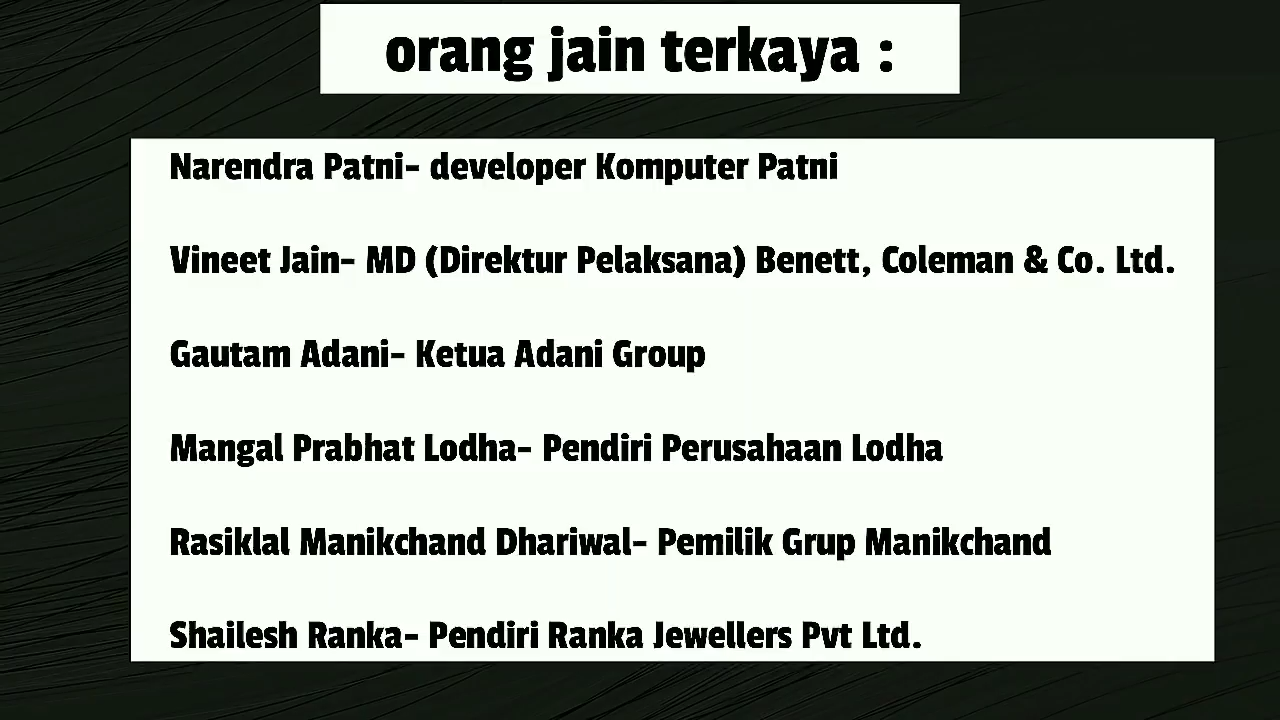 orang jain terkaya :
Narendra Patni- developer Komputer Patni
Vineet Jain- MD (Direktur Pelaksana) Benett, Coleman & Co. Ltd.
Gautam Adani- Ketua Adani Group
Mangal Prabhat Lodha- Pendiri Perusahaan Lodha
Rasiklal Manikchand Dhariwal- Pemilik Grup Manikchand
Shailesh Ranka- Pendiri Ranka Jewellers Pvt Ltd.